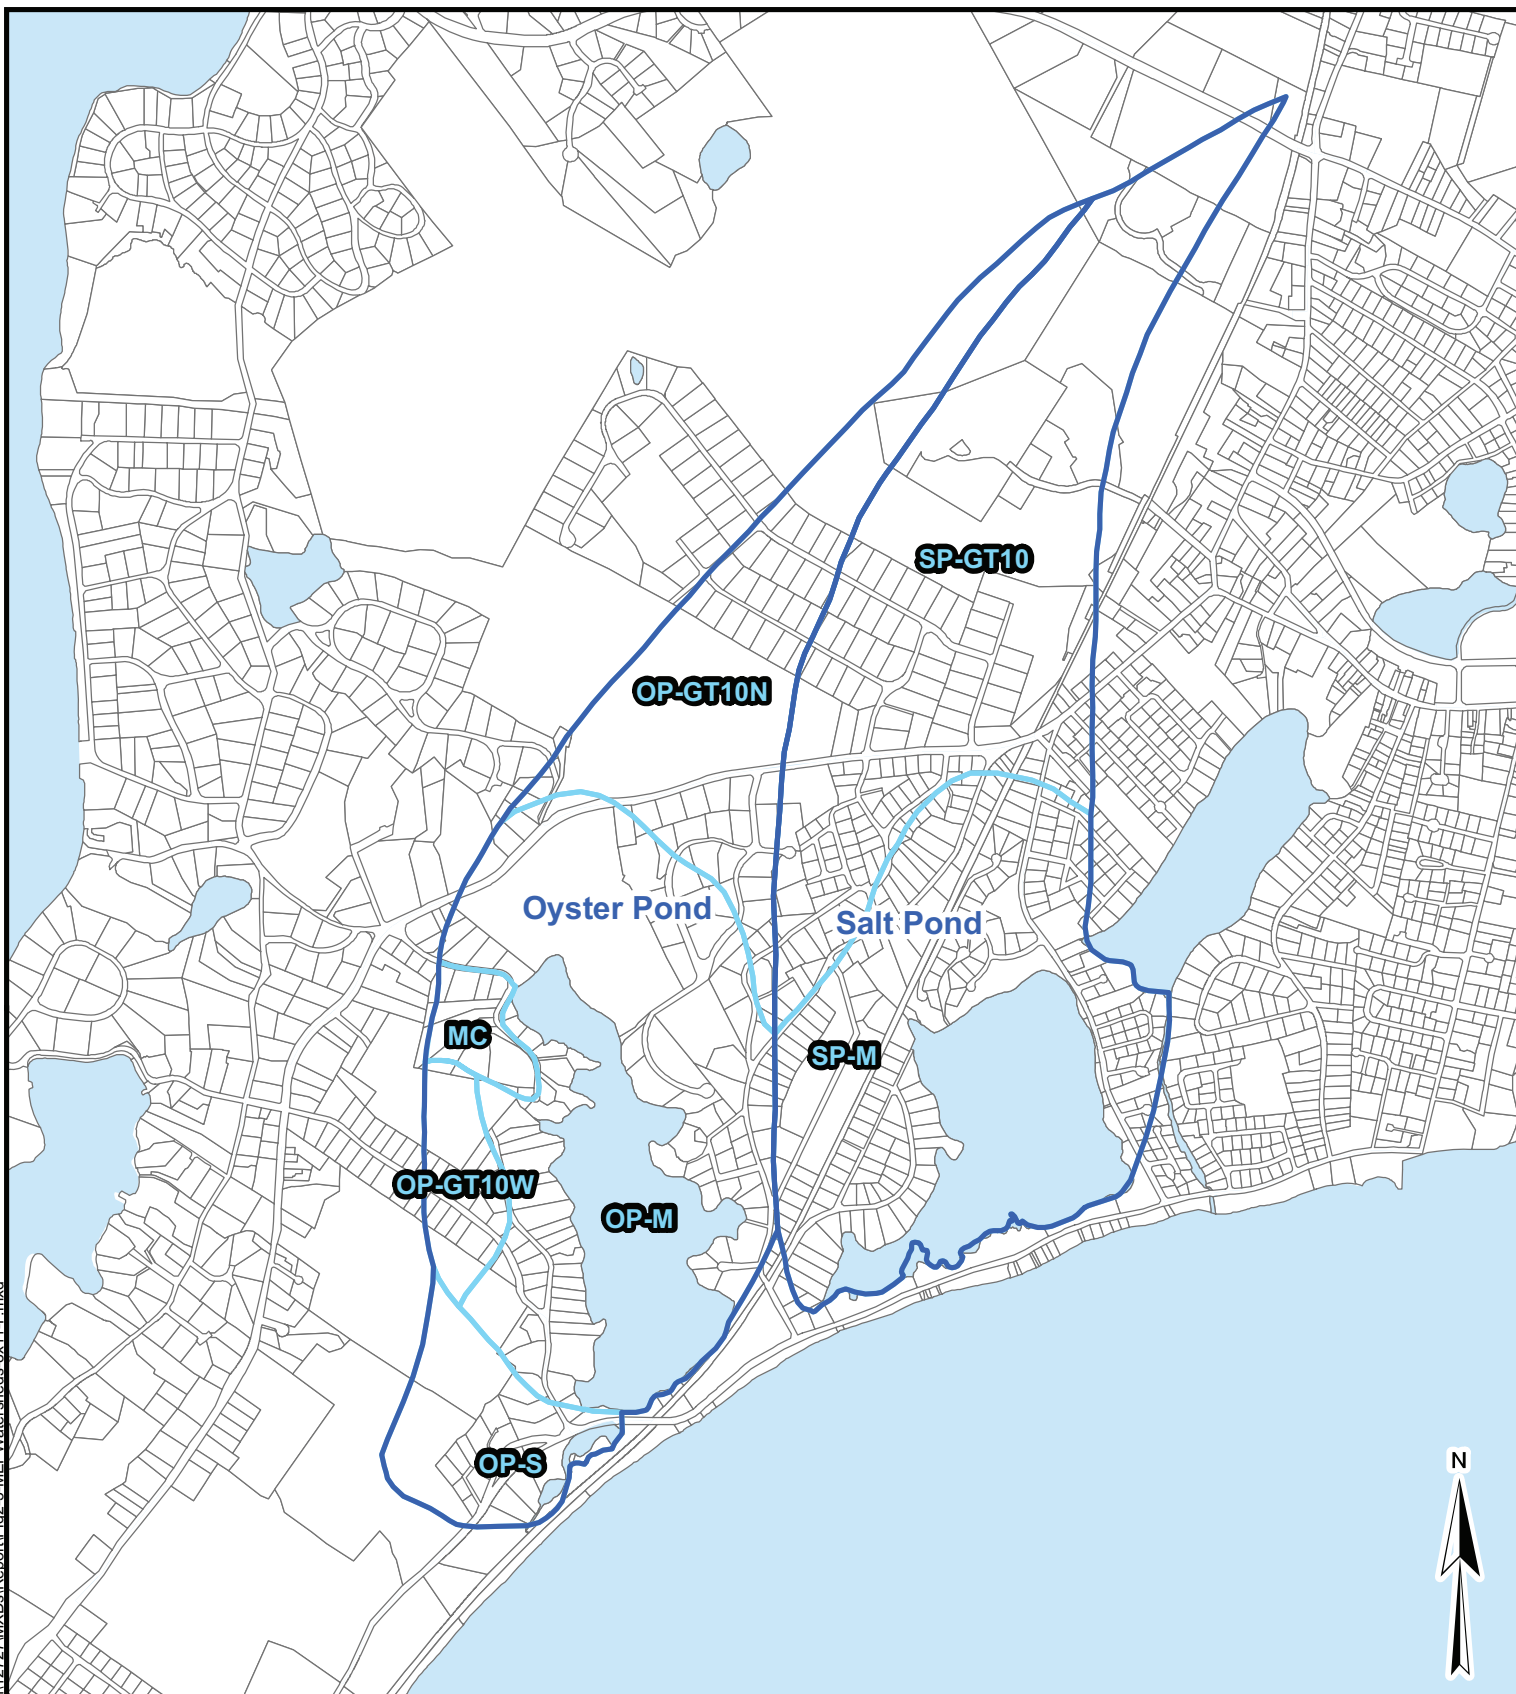 SP-GT10
OP-GT10N
Oyster Pond
Salt Pond
MC
SP-M
OP-GT10W
OP-M
OP-S
N